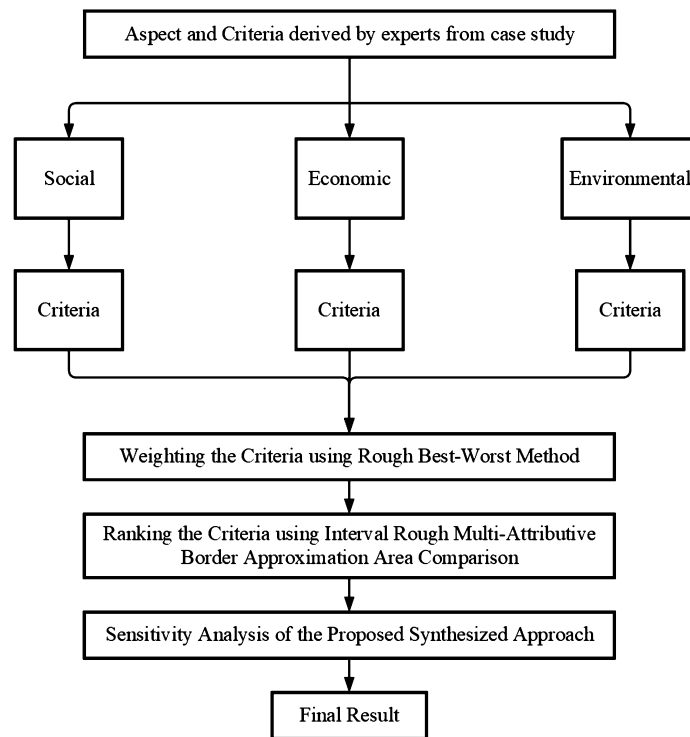 Aspect and Criteria derived by experts from case study
Social
Economic
Environmental
Criteria
Criteria
Criteria
Weighting the Criteria using Rough Best-Worst Method
Ranking the Criteria using Interval Rough Multi-Attributive
Border Approximation Area Comparison
Sensitivity Analysis of the Proposed Synthesized Approach
Final Result